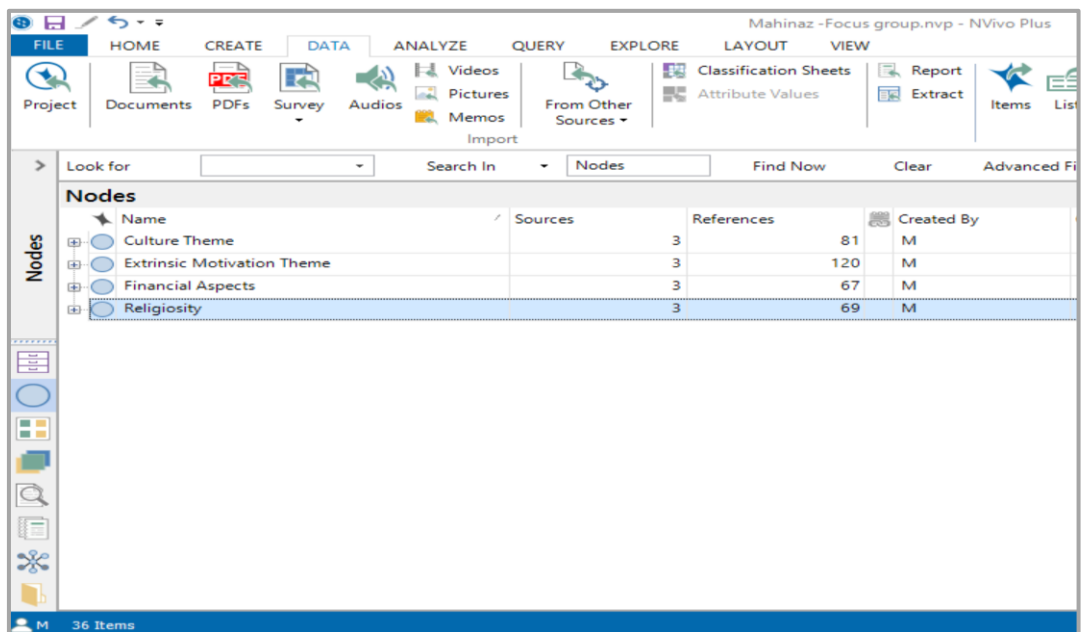 Mahinaz -Focus group.nvp - NVivo Plus
FILE HOME CREATE DATA ANALYZE QUERY EXPLORE LAYOUT VIEW
Project Documents PDFs Survey Audios Videos Pictures Memos From Other Sources Classification Sheets Attribute Values Report Extract Items List
Import
Look for Search In Nodes Find Now Clear Advanced Fi
Nodes
Nodes
Name Sources References Created By
Culture Theme 3 81 M
Extrinsic Motivation Theme 3 120 M
Financial Aspects 3 67 M
Religiosity 3 69 M
M 36 Items